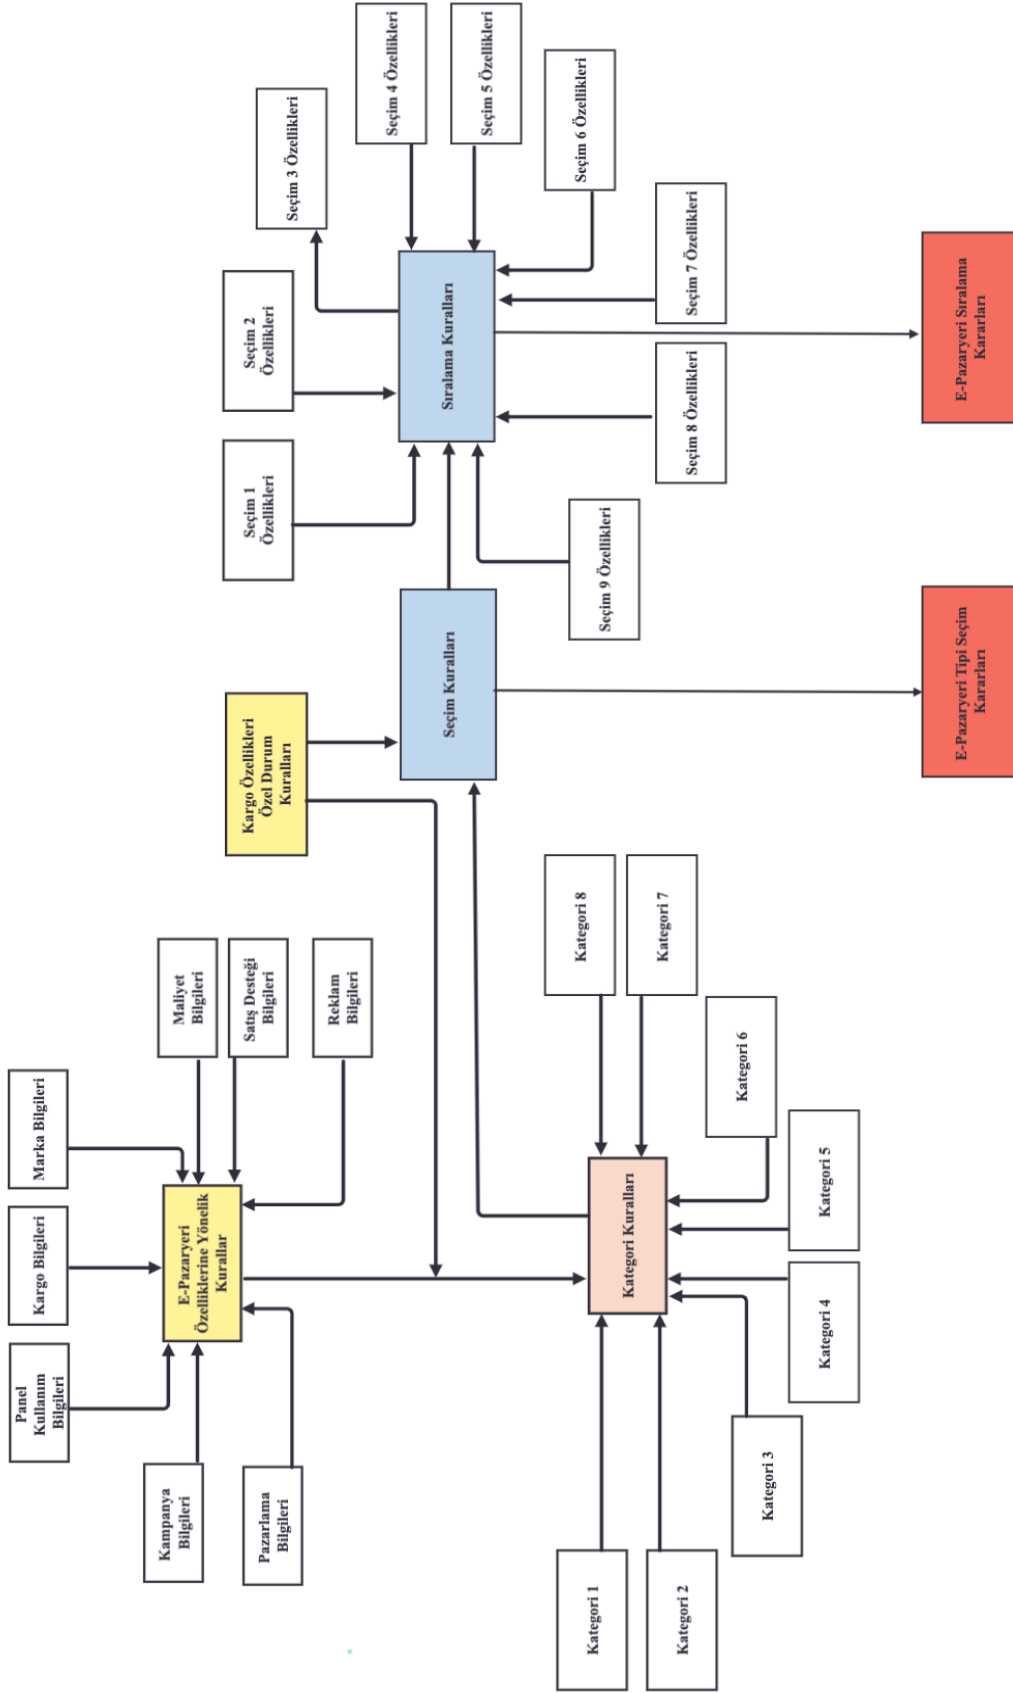 Panel
Kullanım
Bilgileri
Kargo Bilgileri
Marka Bilgileri
Kampanya
Bilgileri
Pazarlama
Bilgileri
E-Pazaryeri
Özelliklerine Yönelik
Kurallar
Maliyet
Bilgileri
Satış Desteği
Bilgileri
Reklam
Bilgileri
Kargo Özellikleri
Özel Durum
Kuralları
Seçim 1
Özellikleri
Seçim 2
Özellikleri
Seçim 3 Özellikleri
Seçim 4 Özellikleri
Seçim 5 Özellikleri
Seçim 6 Özellikleri
Seçim 7 Özellikleri
Seçim 8 Özellikleri
Seçim 9 Özellikleri
Seçim Kuralları
Sıralama Kuralları
Kategori 1
Kategori 2
Kategori 3
Kategori 4
Kategori 5
Kategori 6
Kategori 7
Kategori 8
Kategori Kuralları
E-Pazaryeri Tipi Seçim
Kararları
E-Pazaryeri Sıralama
Kararları